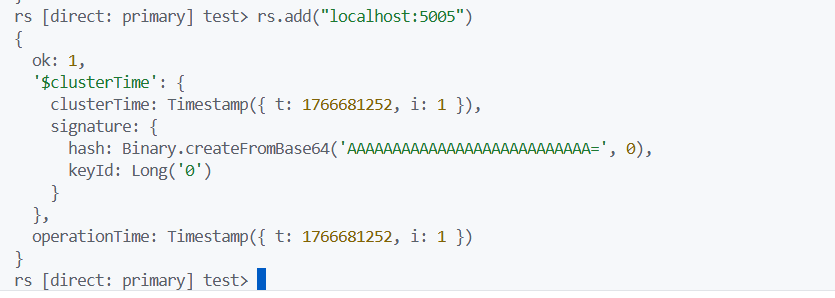 rs [direct: primary] test> rs.add("localhost:5005")
{
  ok: 1,
  '$clusterTime': {
    clusterTime: Timestamp({ t: 1766681252, i: 1 }),
    signature: {
      hash: Binary.createFromBase64('AAAAAAAAAAAAAAAAAAAAAAAAAAA=', 0),
      keyId: Long('0')
    }
  },
  operationTime: Timestamp({ t: 1766681252, i: 1 })
}
rs [direct: primary] test>